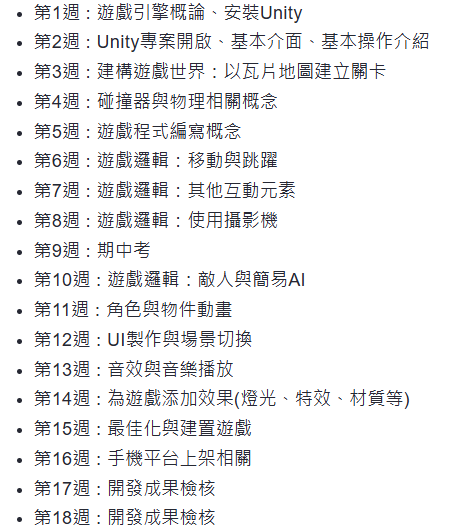 第1週：遊戲引擎概論、安裝Unity
第2週：Unity專案開啟、基本介面、基本操作介紹
第3週：建構遊戲世界：以瓦片地圖建立關卡
第4週：碰撞器與物理相關概念
第5週：遊戲程式編寫概念
第6週：遊戲邏輯：移動與跳躍
第7週：遊戲邏輯：其他互動元素
第8週：遊戲邏輯：使用攝影機
第9週：期中考
第10週：遊戲邏輯：敵人與簡易AI
第11週：角色與物件動畫
第12週：UI製作與場景切換
第13週：音效與音樂播放
第14週：為遊戲添加效果(燈光、特效、材質等)
第15週：最佳化與建置遊戲
第16週：手機平台上架相關
第17週：開發成果檢核
第18週：開發成果檢核